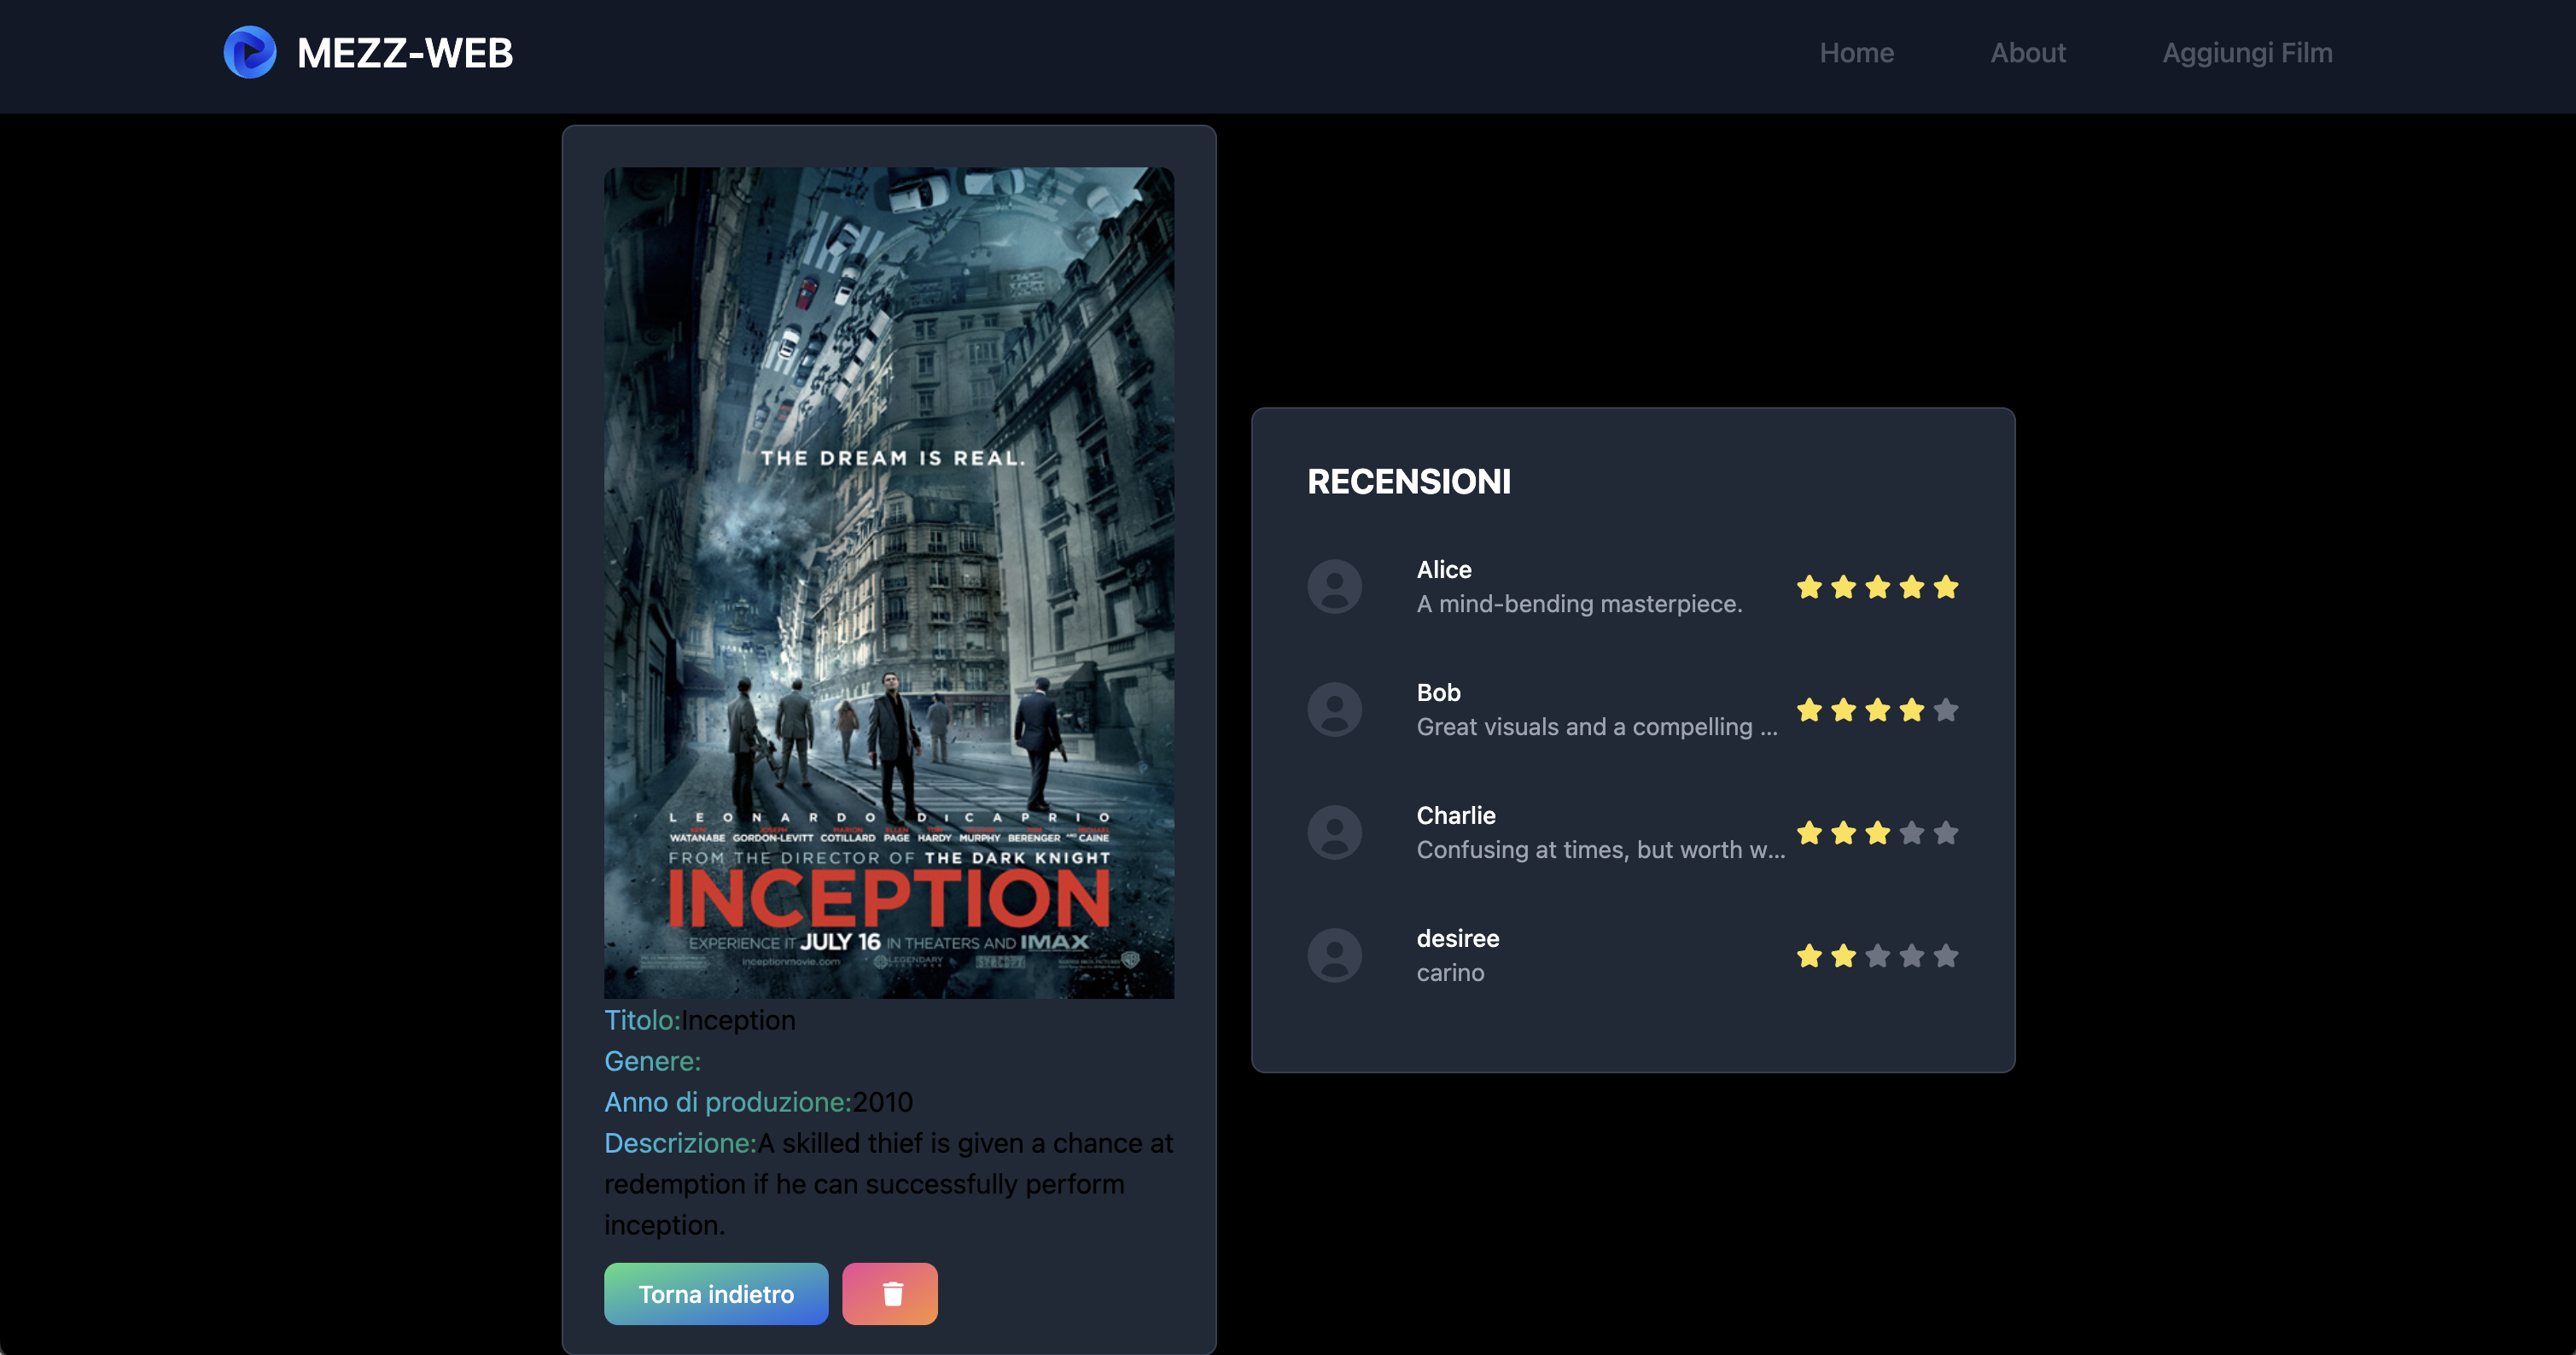 MEZZ-WEB
Home
About
Aggiungi Film
THE DREAM IS REAL.
LEONARDO DiCAPRIO
WATANABE GORDON-LEVITT COTILLARD PAGE HARDY MURPHY BERENGER AND CAINE
FROM THE DIRECTOR OF THE DARK KNIGHT
INCEPTION
EXPERIENCE IT JULY 16 IN THEATERS AND IMAX
inceptionmovie.com
LEGENDARY
Titolo:Inception
Genere:
Anno di produzione:2010
Descrizione:A skilled thief is given a chance at
redemption if he can successfully perform
inception.
Torna indietro
RECENSIONI
Alice
A mind-bending masterpiece.
Bob
Great visuals and a compelling ...
Charlie
Confusing at times, but worth w...
desiree
carino